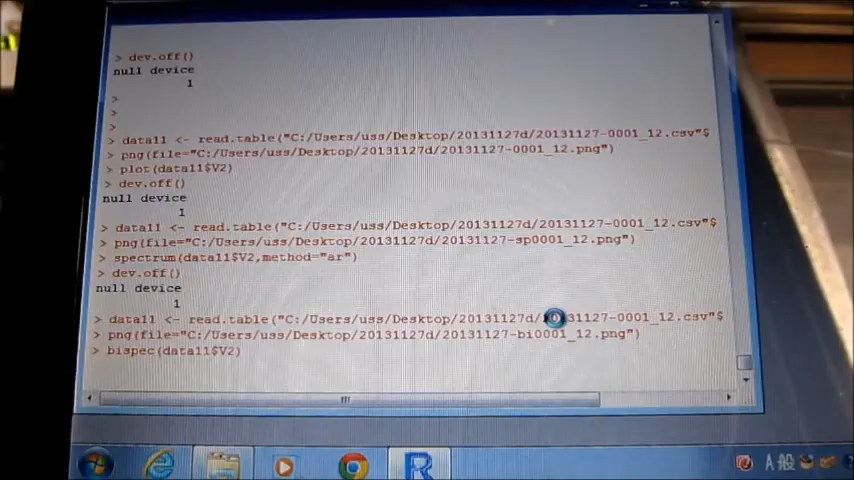 > dev.off()
null device
1
>
>
>
> data11 <- read.table("C:/Users/uss/Desktop/20131127d/20131127-0001_12.csv"$
> png(file="C:/Users/uss/Desktop/20131127d/20131127-0001_12.png")
> plot(data11$V2)
> dev.off()
null device
1
> data11 <- read.table("C:/Users/uss/Desktop/20131127d/20131127-0001_12.csv"$
> png(file="C:/Users/uss/Desktop/20131127d/20131127-sp0001_12.png")
> spectrum(data11$V2,method="ar")
> dev.off()
null device
1
> data11 <- read.table("C:/Users/uss/Desktop/20131127d/20131127-0001_12.csv"$
> png(file="C:/Users/uss/Desktop/20131127d/20131127-bi0001_12.png")
> bispec(data11$V2)
R
A 般